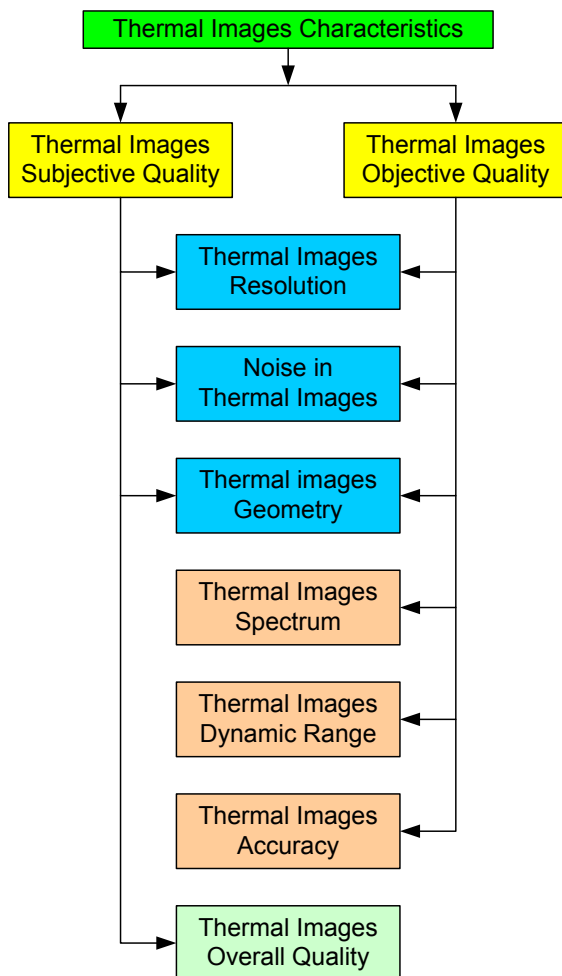 Thermal Images Characteristics
Thermal Images
Subjective Quality
Thermal Images
Objective Quality
Thermal Images
Resolution
Noise in
Thermal Images
Thermal images
Geometry
Thermal Images
Spectrum
Thermal Images
Dynamic Range
Thermal Images
Accuracy
Thermal Images
Overall Quality